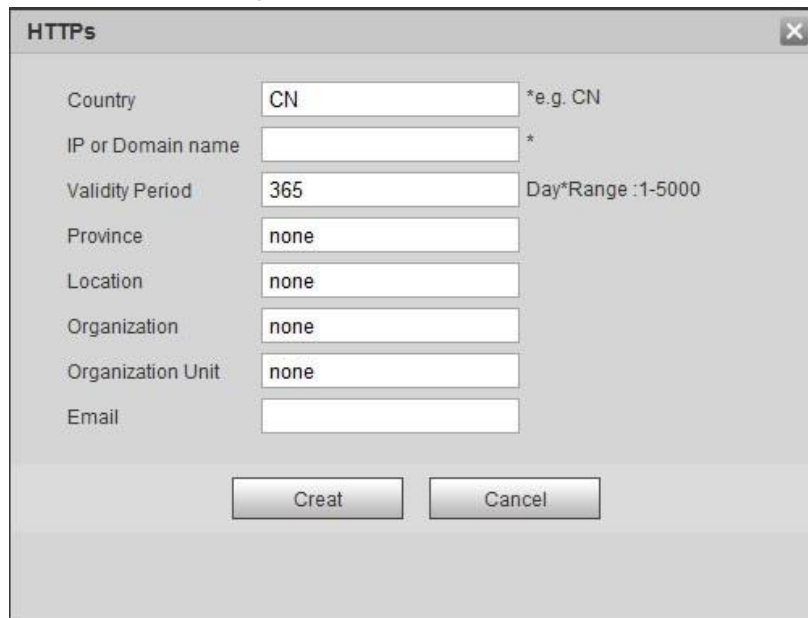 HTTPs
Country CN *e.g. CN
IP or Domain name *
Validity Period 365 Day*Range :1-5000
Province none
Location none
Organization none
Organization Unit none
Email
Creat Cancel